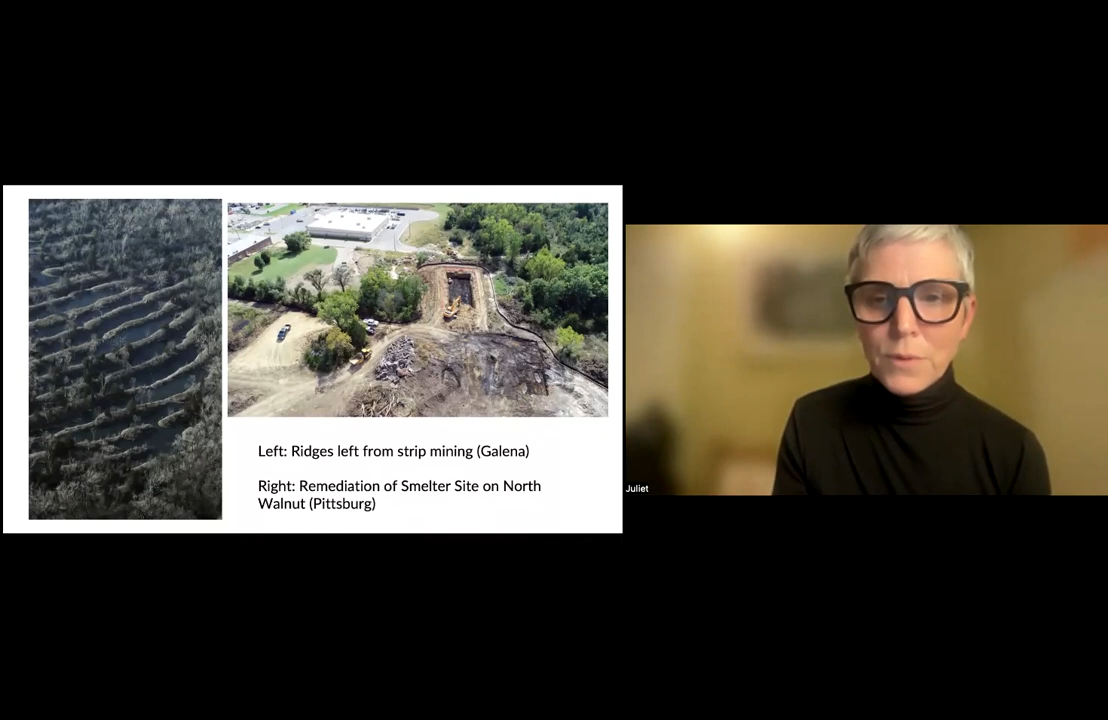 Left: Ridges left from strip mining (Galena)
Right: Remediation of Smelter Site on North
Walnut (Pittsburg)
Juliet